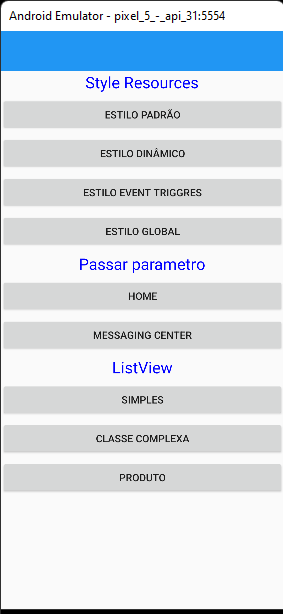 Android Emulator - pixel_5_-_api_31:5554
Style Resources
ESTILO PADRÃO
ESTILO DINÂMICO
ESTILO EVENT TRIGGRES
ESTILO GLOBAL
Passar parametro
HOME
MESSAGING CENTER
ListView
SIMPLES
CLASSE COMPLEXA
PRODUTO